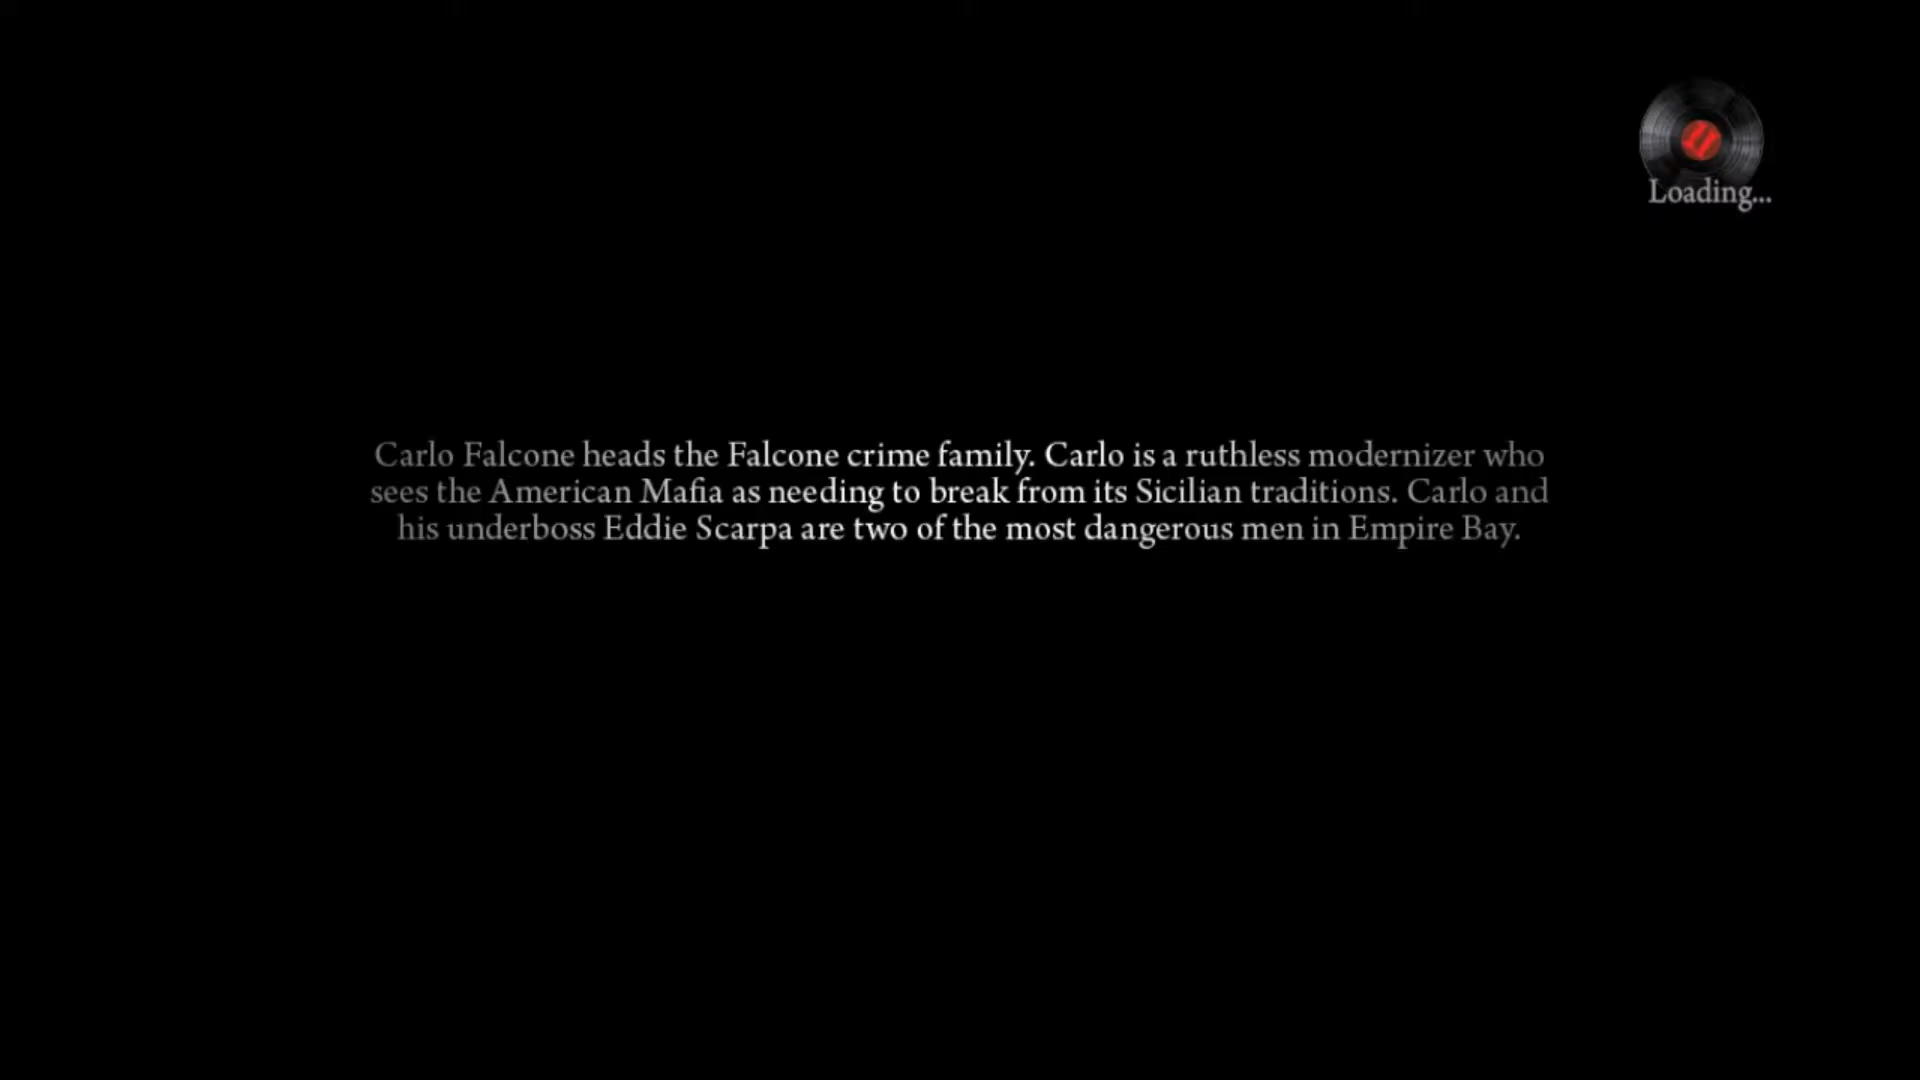 Loading...
Carlo Falcone heads the Falcone crime family. Carlo is a ruthless modernizer who
sees the American Mafia as needing to break from its Sicilian traditions. Carlo and
his underboss Eddie Scarpa are two of the most dangerous men in Empire Bay.